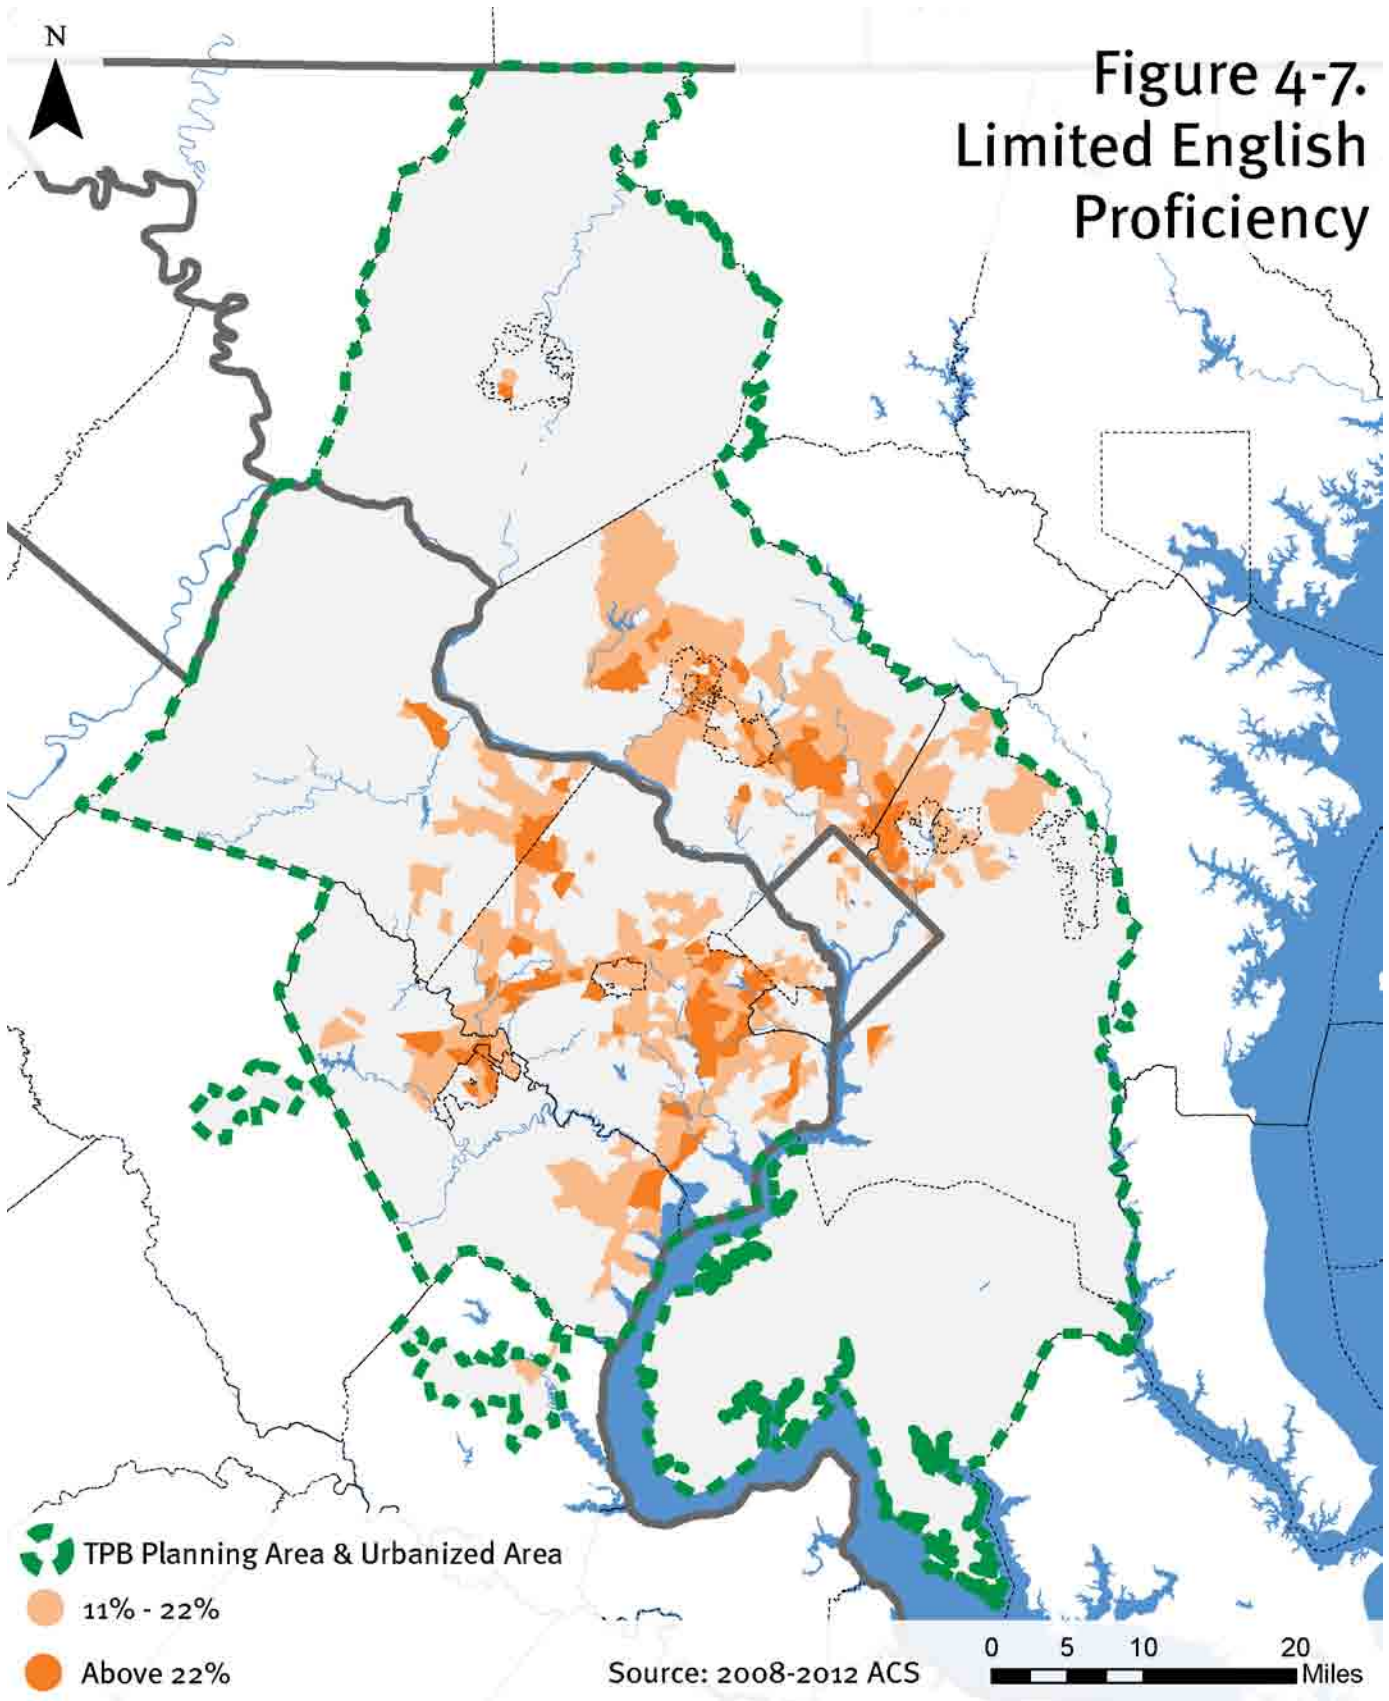 N
Figure 4-7.
Limited English
Proficiency
TPB Planning Area & Urbanized Area
11% - 22%
Above 22%
Source: 2008-2012 ACS
0 5 10 20
Miles